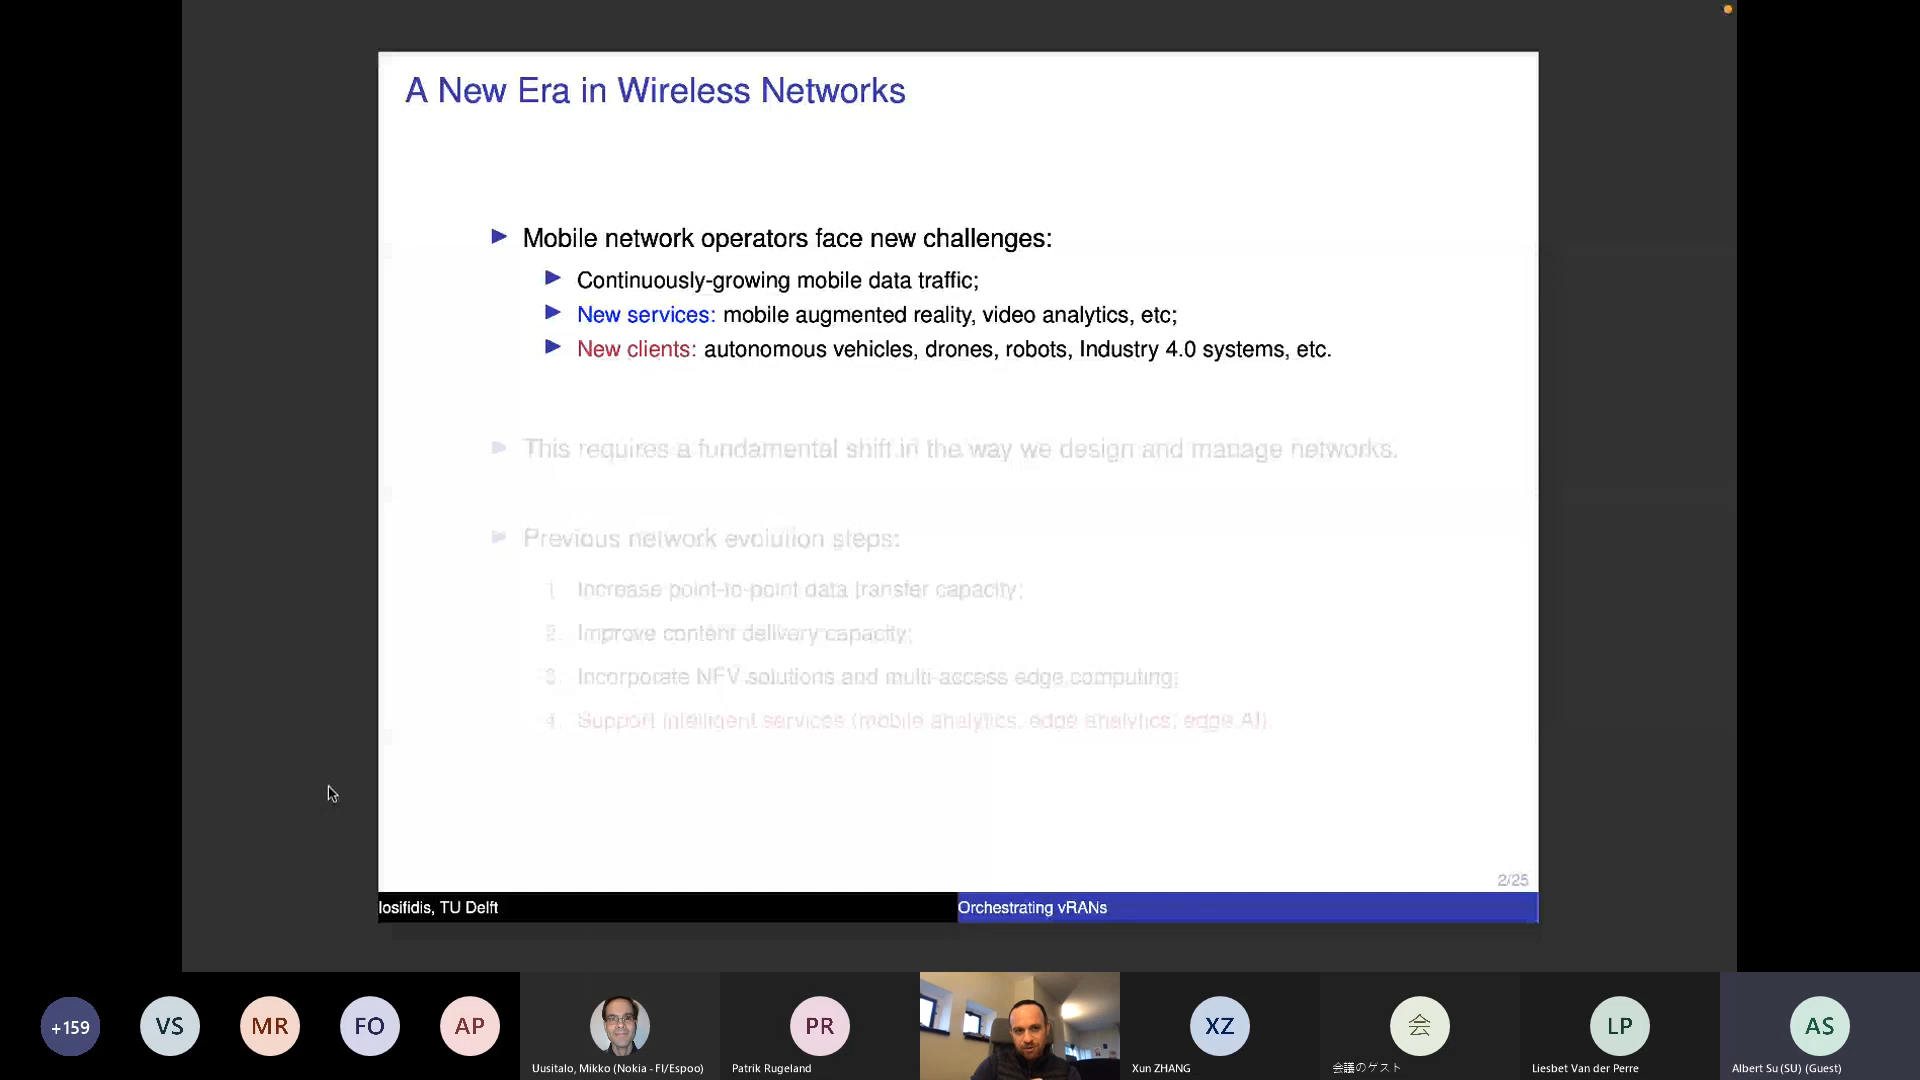 A New Era in Wireless Networks
Mobile network operators face new challenges:
Continuously-growing mobile data traffic;
New services: mobile augmented reality, video analytics, etc;
New clients: autonomous vehicles, drones, robots, Industry 4.0 systems, etc.
This requires a fundamental shift in the way we design and manage networks.
Previous network evolution steps:
1. Increase point-to-point data transfer capacity;
2. Improve content delivery capacity;
3. Incorporate NFV solutions and multi-access edge computing;
4. Support intelligent services (mobile analytics, edge analytics, edge AI).
2/25
Iosifidis, TU Delft
Orchestrating vRANs
+159
VS
MR
FO
AP
Uusitalo, Mikko (Nokia - FI/Espoo)
PR
Patrik Rugeland
XZ
Xun ZHANG
会
会議のゲスト
LP
Liesbet Van der Perre
AS
Albert Su (SU) (Guest)